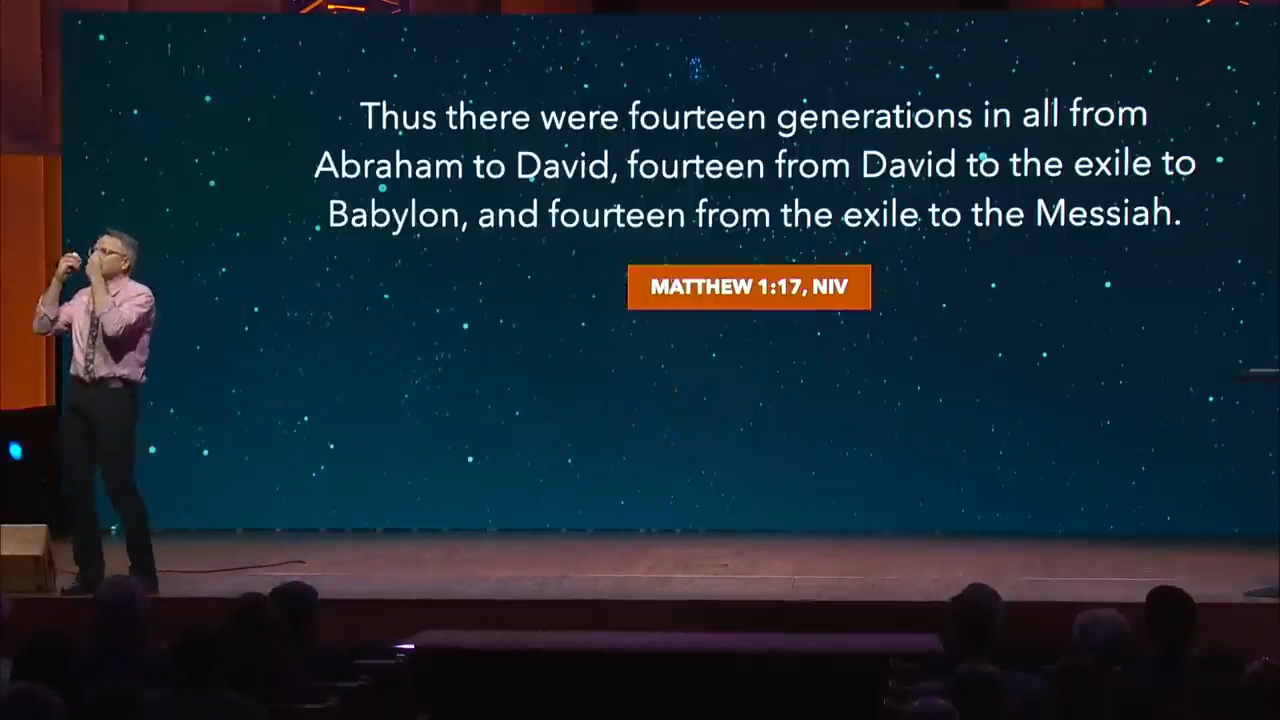 Thus there were fourteen generations in all from
Abraham to David, fourteen from David to the exile to
Babylon, and fourteen from the exile to the Messiah.
MATTHEW 1:17, NIV